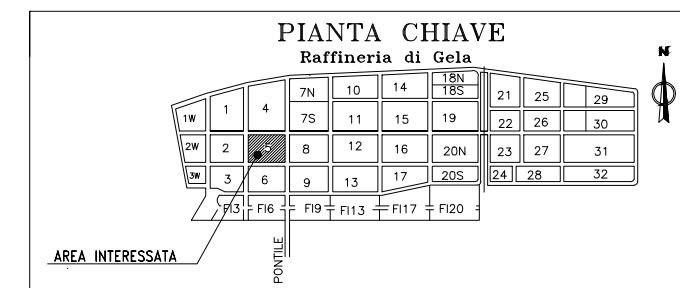 PIANTA CHIAVE
Raffineria di Gela
N
18N
7N 10 14 18S 21 25 29
1 4
1W 7S 11 15 19 22 26 30
2W 2 5 8 12 16 20N 23 27 31
3W 3 6 9 13 17 20S 24 28 32
FI3 FI6 FI9 FI13 FI17 FI20
AREA INTERESSATA
PONTILE